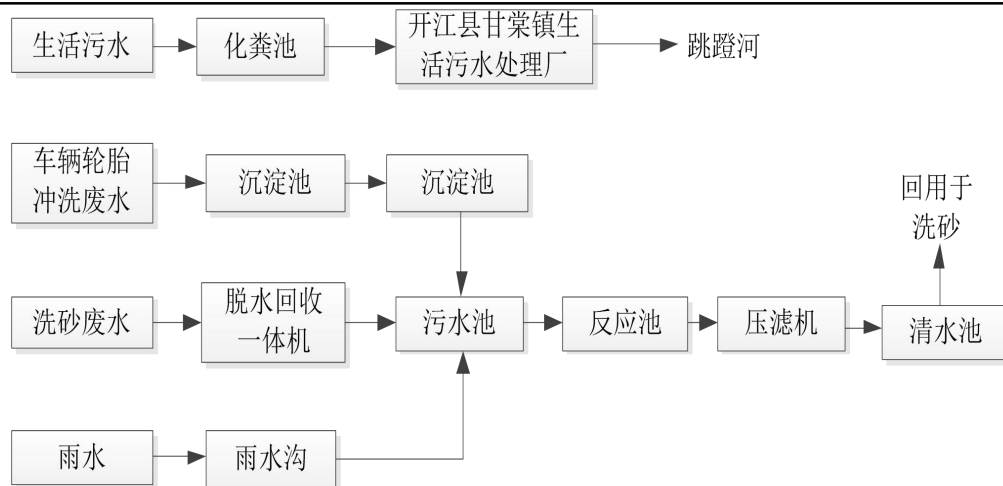 生活污水
化粪池
开江县甘棠镇生
活污水处理厂
跳蹬河
车辆轮胎
冲洗废水
沉淀池
沉淀池
回用于
洗砂
洗砂废水
脱水回收
一体机
污水池
反应池
压滤机
清水池
雨水
雨水沟